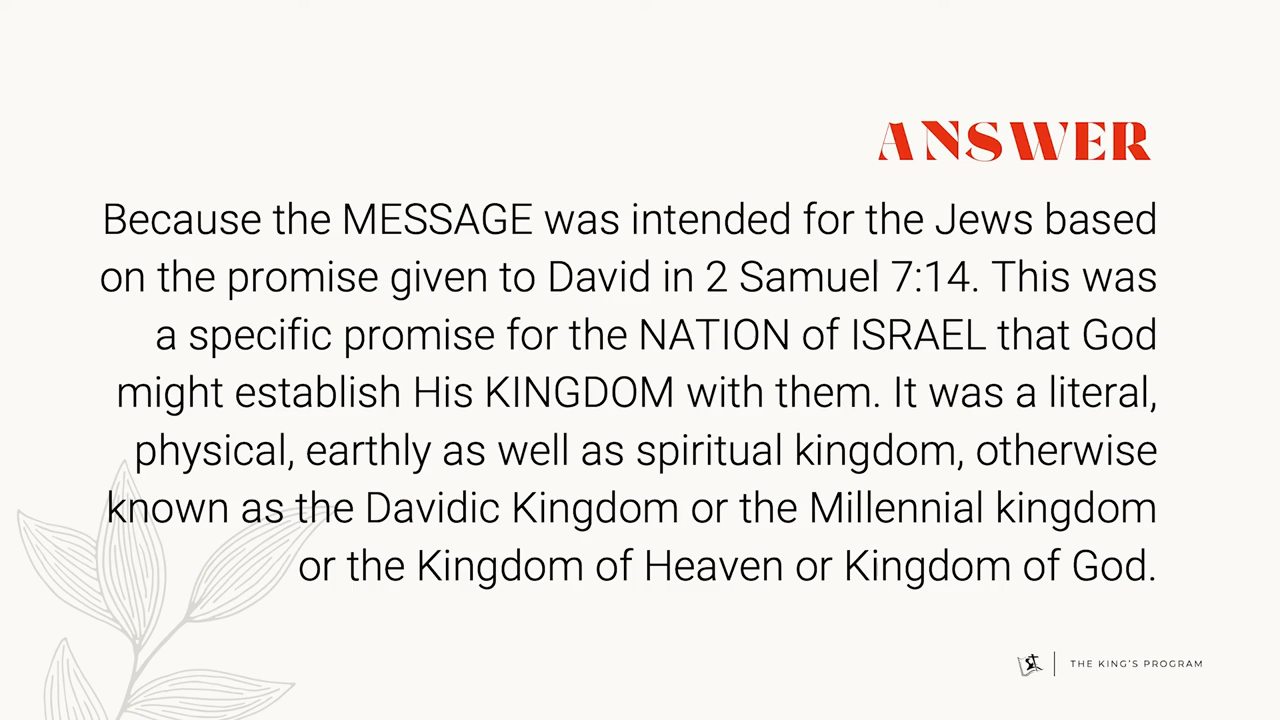 ANSWER
Because the MESSAGE was intended for the Jews based
on the promise given to David in 2 Samuel 7:14. This was
a specific promise for the NATION of ISRAEL that God
might establish His KINGDOM with them. It was a literal,
physical, earthly as well as spiritual kingdom, otherwise
known as the Davidic Kingdom or the Millennial kingdom
or the Kingdom of Heaven or Kingdom of God.
THE KING'S PROGRAM